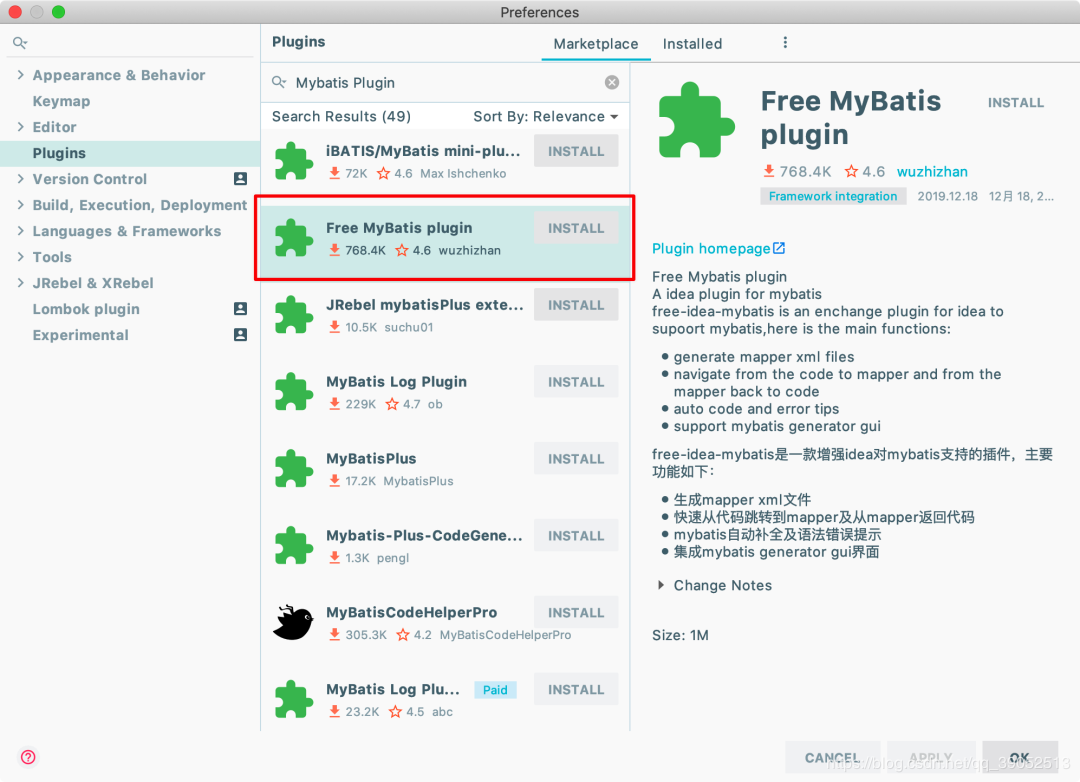 Preferences
Appearance & Behavior
Keymap
Editor
Plugins
Version Control
Build, Execution, Deployment
Languages & Frameworks
Tools
JRebel & XRebel
Lombok plugin
Experimental
Plugins
Marketplace
Installed
Mybatis Plugin
Search Results (49)
Sort By: Relevance
iBATIS/MyBatis mini-plu...
INSTALL
72K 4.6 Max Ishchenko
Free MyBatis plugin
INSTALL
768.4K 4.6 wuzhizhan
JRebel mybatisPlus exte...
INSTALL
10.5K suchu01
MyBatis Log Plugin
INSTALL
229K 4.7 ob
MyBatisPlus
INSTALL
17.2K MybatisPlus
Mybatis-Plus-CodeGene...
INSTALL
1.3K pengl
MyBatisCodeHelperPro
INSTALL
305.3K 4.2 MyBatisCodeHelperPro
MyBatis Log Plu...
Paid
INSTALL
23.2K 4.5 abc
Free MyBatis
plugin
INSTALL
768.4K 4.6 wuzhizhan
Framework integration 2019.12.18 12月 18, 2...
Plugin homepage
Free Mybatis plugin
A idea plugin for mybatis
free-idea-mybatis is an enchange plugin for idea to
supoort mybatis,here is the main functions:
generate mapper xml files
navigate from the code to mapper and from the
mapper back to code
auto code and error tips
support mybatis generator gui
free-idea-mybatis是一款增强idea对mybatis支持的插件，主要
功能如下：
生成mapper xml文件
快速从代码跳转到mapper及从mapper返回代码
mybatis自动补全及语法错误提示
集成mybatis generator gui界面
Change Notes
Size: 1M
?
CANCEL
APPLY
OK
https://blog.csdn.net/qq_39052513